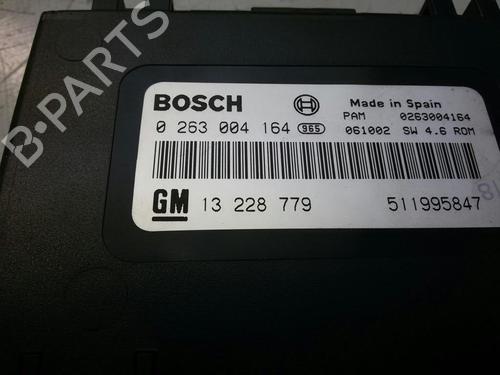 B-PARTS
BOSCH
Made in Spain
PAM 0263004164
0 263 004 164 965
061002 SW 4.6 ROM
GM 13 228 779
511995847